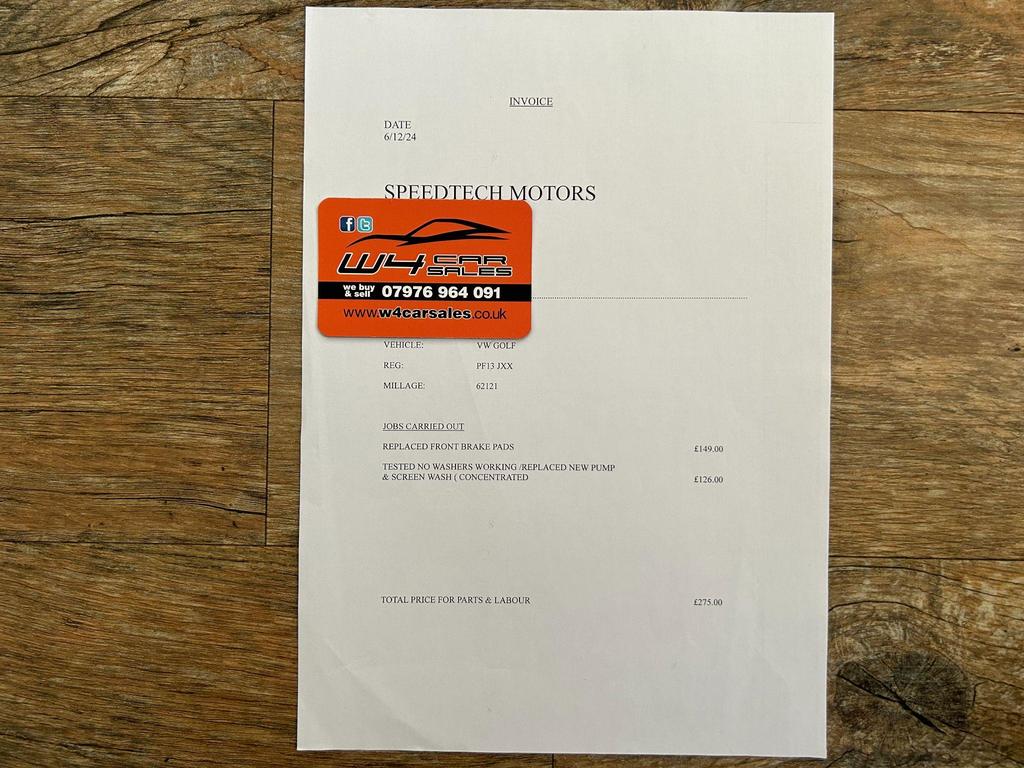 INVOICE
DATE
6/12/24
SPEEDTECH MOTORS
f t
W4 CAR SALES
we buy & sell 07976 964 091
www.w4carsales.co.uk
VEHICLE: VW GOLF
REG: PF13 JXX
MILLAGE: 62121
JOBS CARRIED OUT
REPLACED FRONT BRAKE PADS £149.00
TESTED NO WASHERS WORKING /REPLACED NEW PUMP
& SCREEN WASH ( CONCENTRATED £126.00
TOTAL PRICE FOR PARTS & LABOUR £275.00